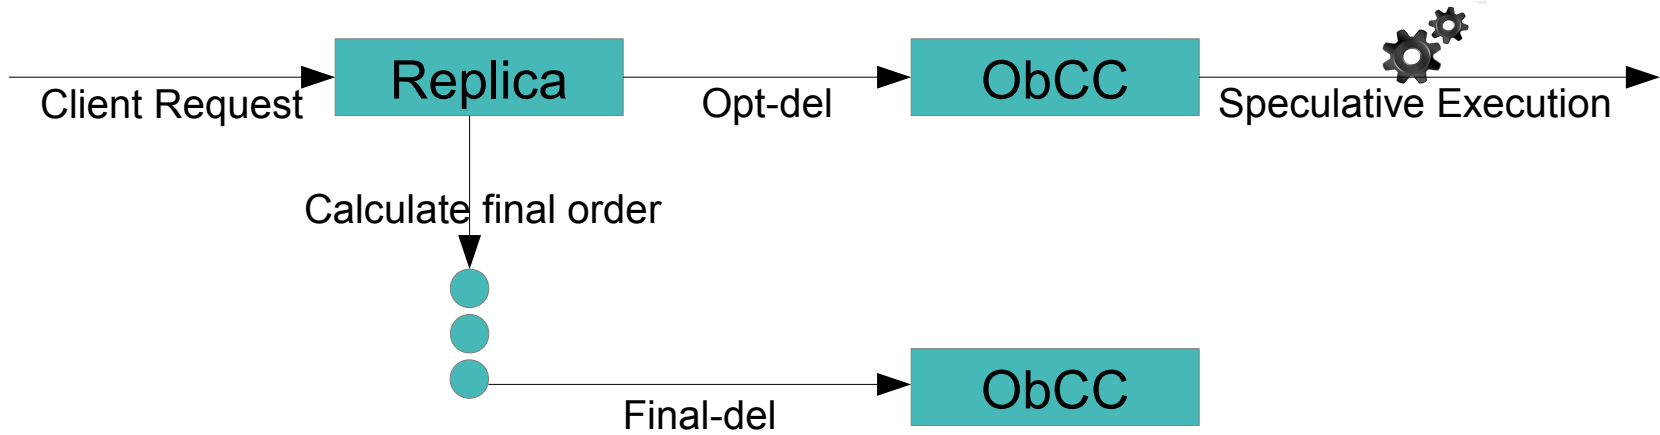 Replica
ObCC
Client Request
Opt-del
Speculative Execution
Calculate final order
ObCC
Final-del